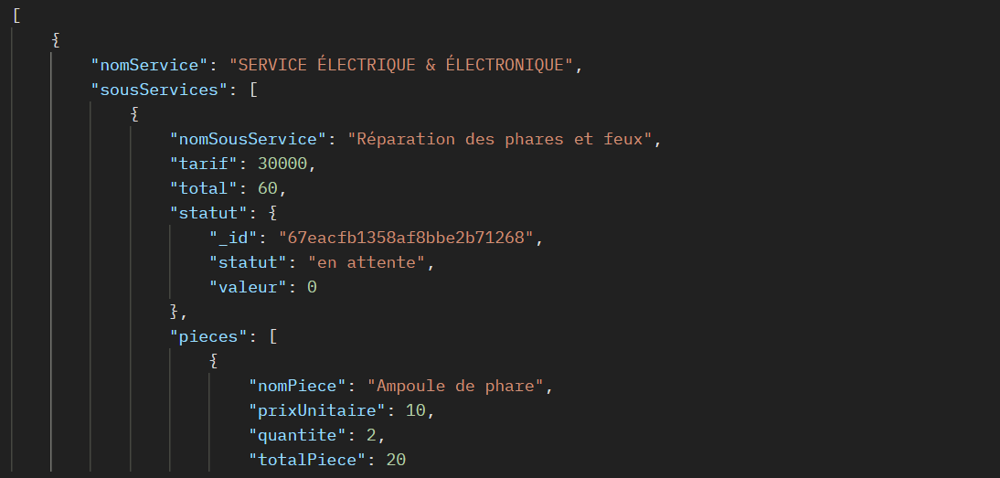 [
{
"nomService": "SERVICE ÉLECTRIQUE & ÉLECTRONIQUE",
"sousServices": [
{
"nomSousService": "Réparation des phares et feux",
"tarif": 30000,
"total": 60,
"statut": {
"_id": "67eacfb1358af8bbe2b71268",
"statut": "en attente",
"valeur": 0
},
"pieces": [
{
"nomPiece": "Ampoule de phare",
"prixUnitaire": 10,
"quantite": 2,
"totalPiece": 20